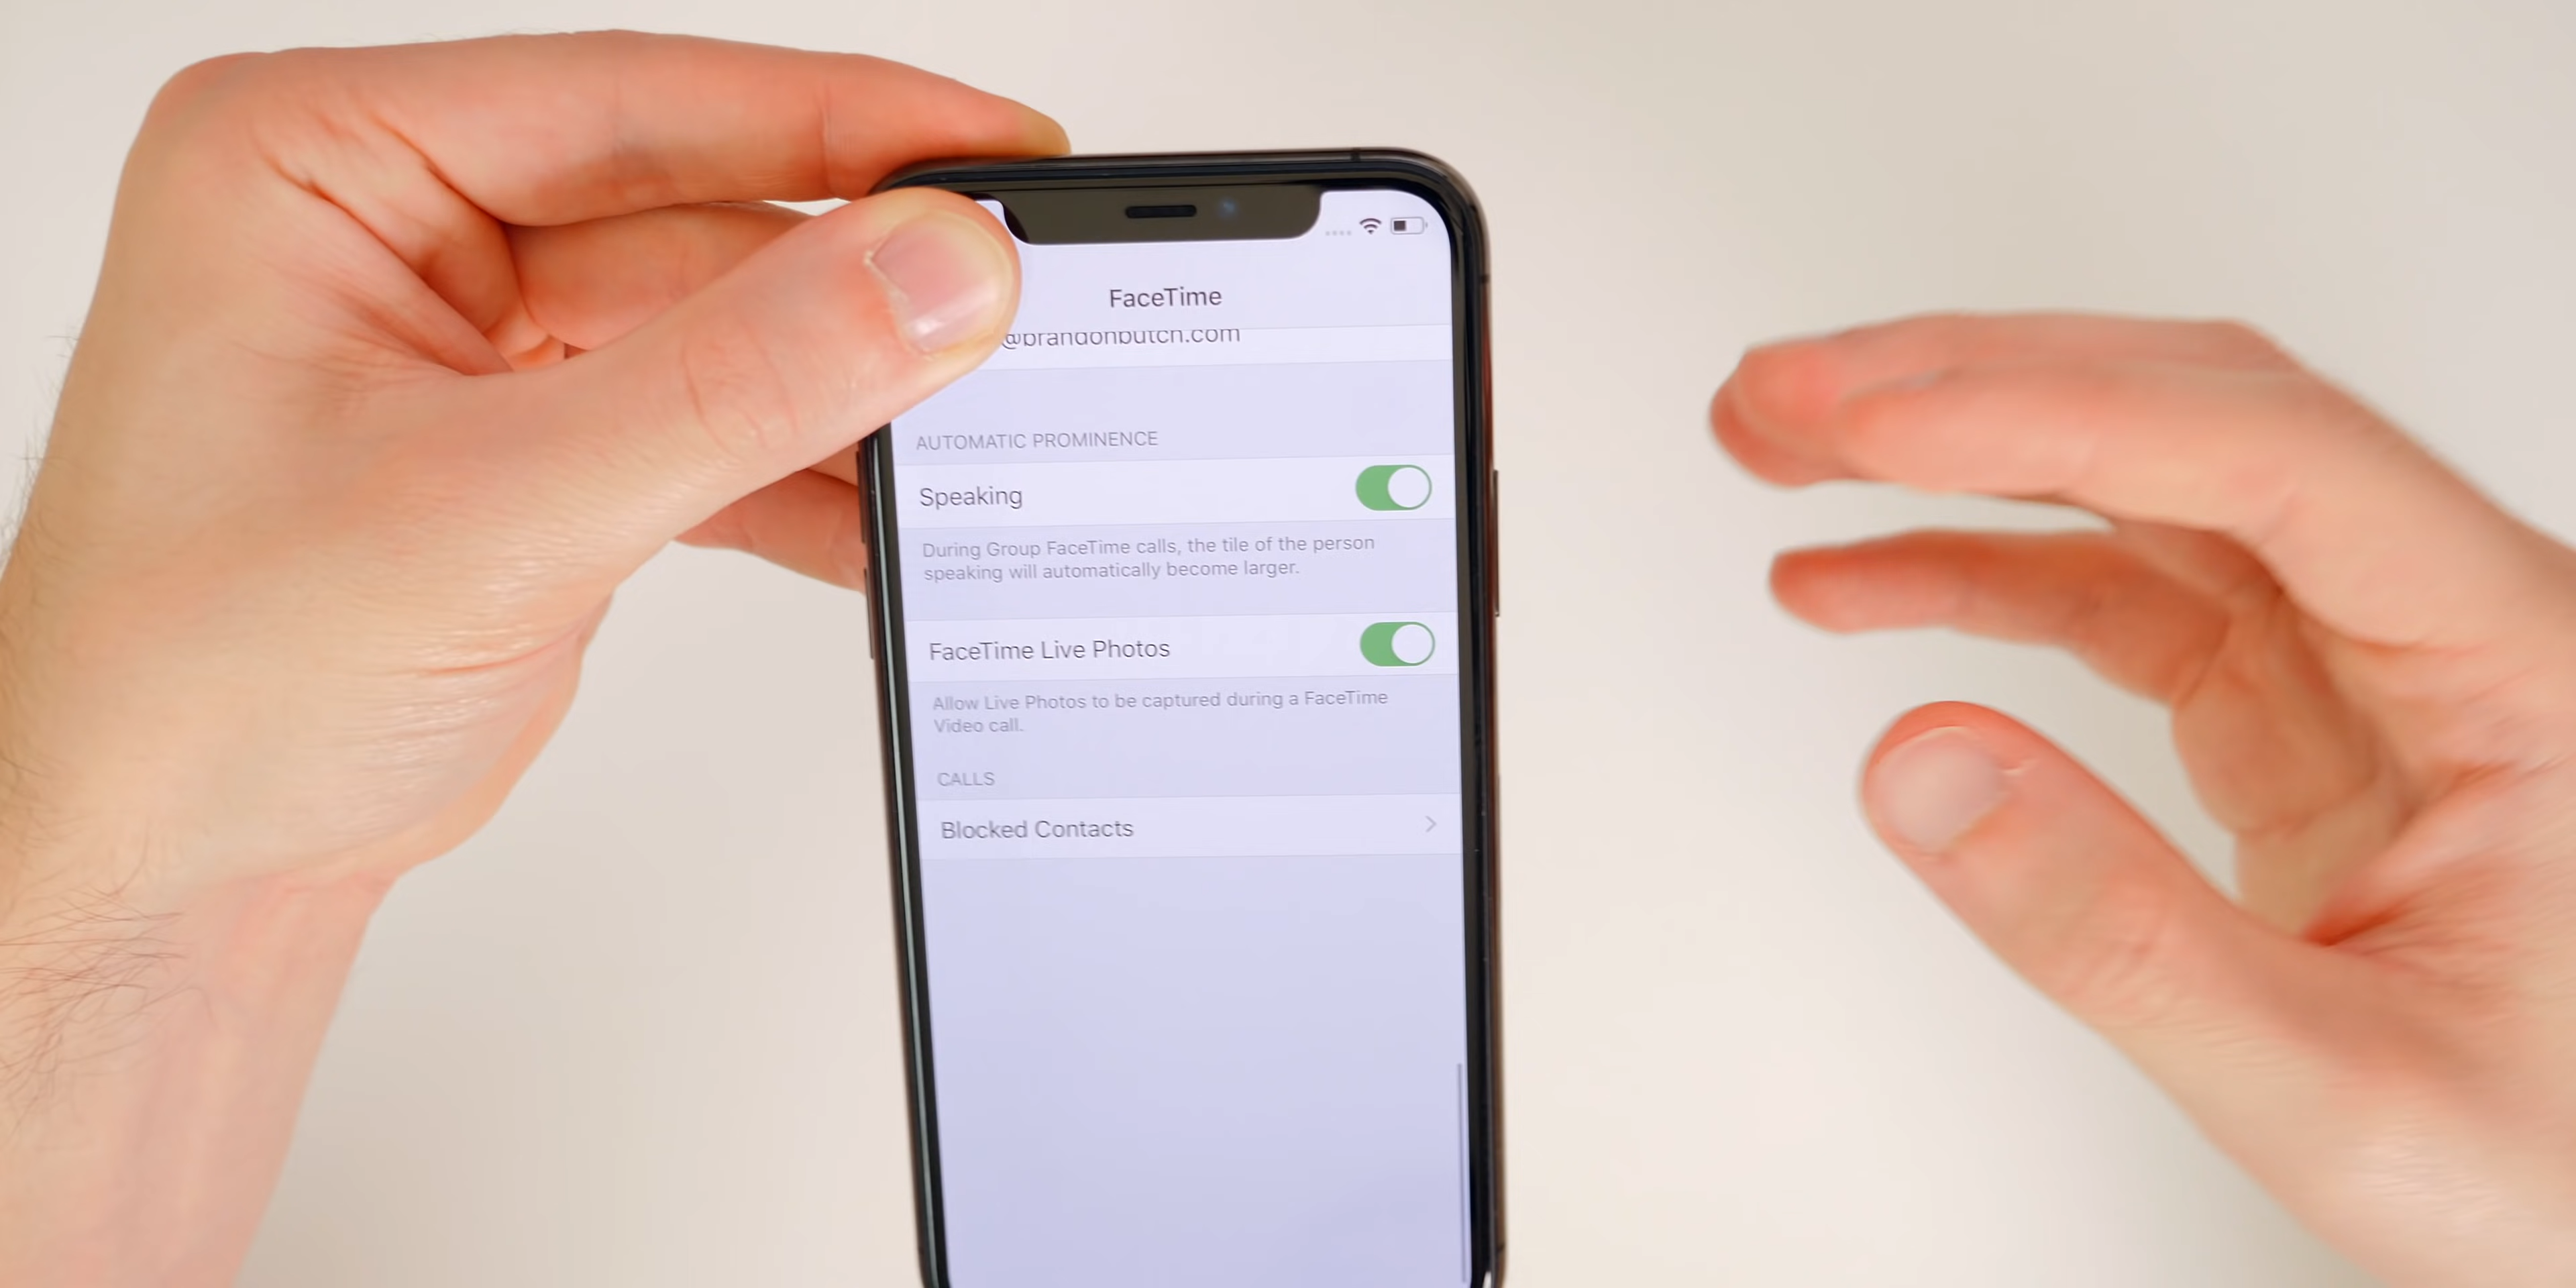 FaceTime
@brandonbutch.com
AUTOMATIC PROMINENCE
Speaking
During Group FaceTime calls, the tile of the person
speaking will automatically become larger.
FaceTime Live Photos
Allow Live Photos to be captured during a FaceTime
Video call.
CALLS
Blocked Contacts